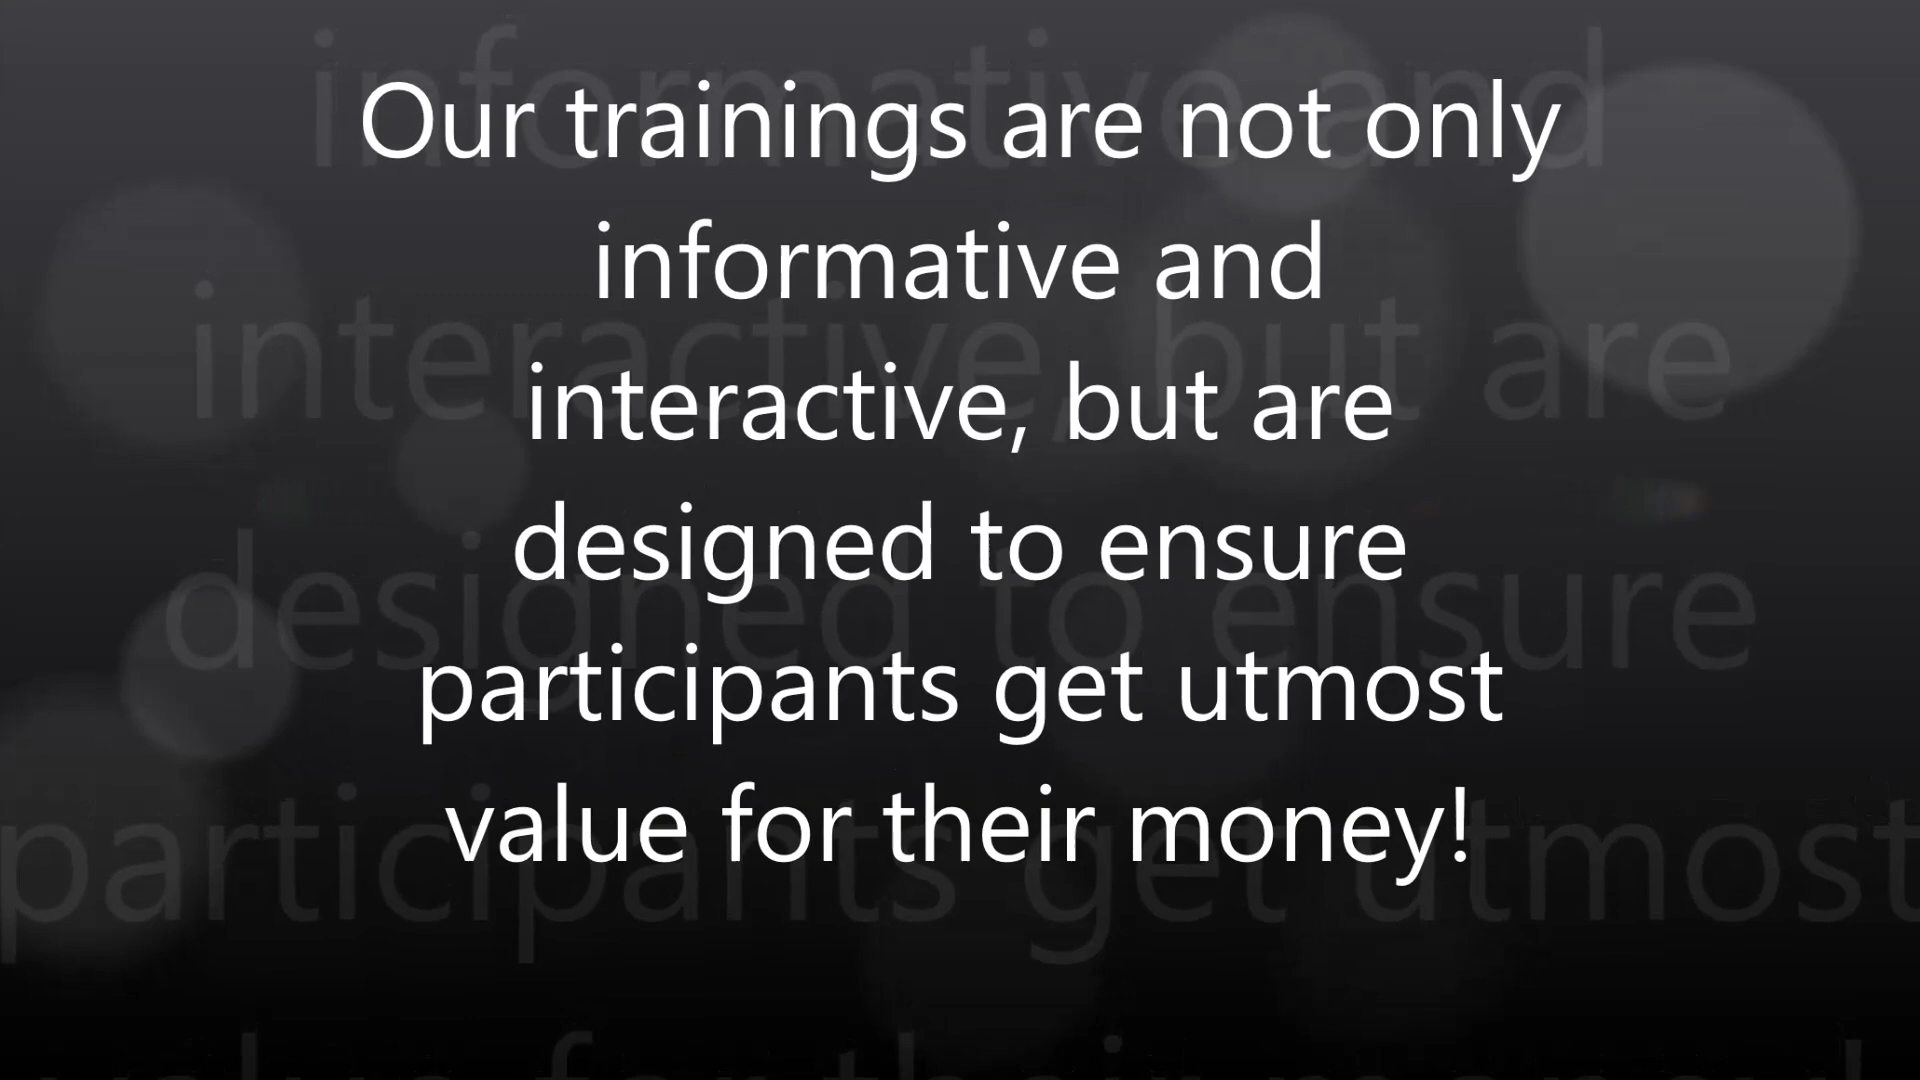 Our trainings are not only
informative and
interactive, but are
designed to ensure
participants get utmost
value for their money!